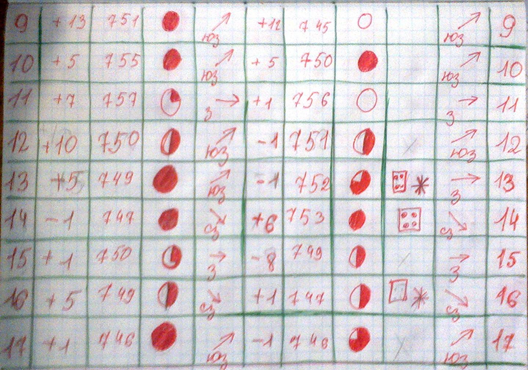 9 +13 751 ЮЗ +12 745 ЮЗ 9
10 +5 755 ЮЗ +5 750 ЮЗ 10
11 +7 757 З +1 756 З 11
12 +10 750 ЮЗ -1 751 ЮЗ 12
13 +5 749 ЮЗ -1 752 З 13
14 -1 747 СЗ +6 753 СЗ 14
15 +1 750 З -8 749 З 15
16 +5 749 СЗ +1 747 СЗ 16
17 +1 746 ЮЗ -1 748 ЮЗ 17